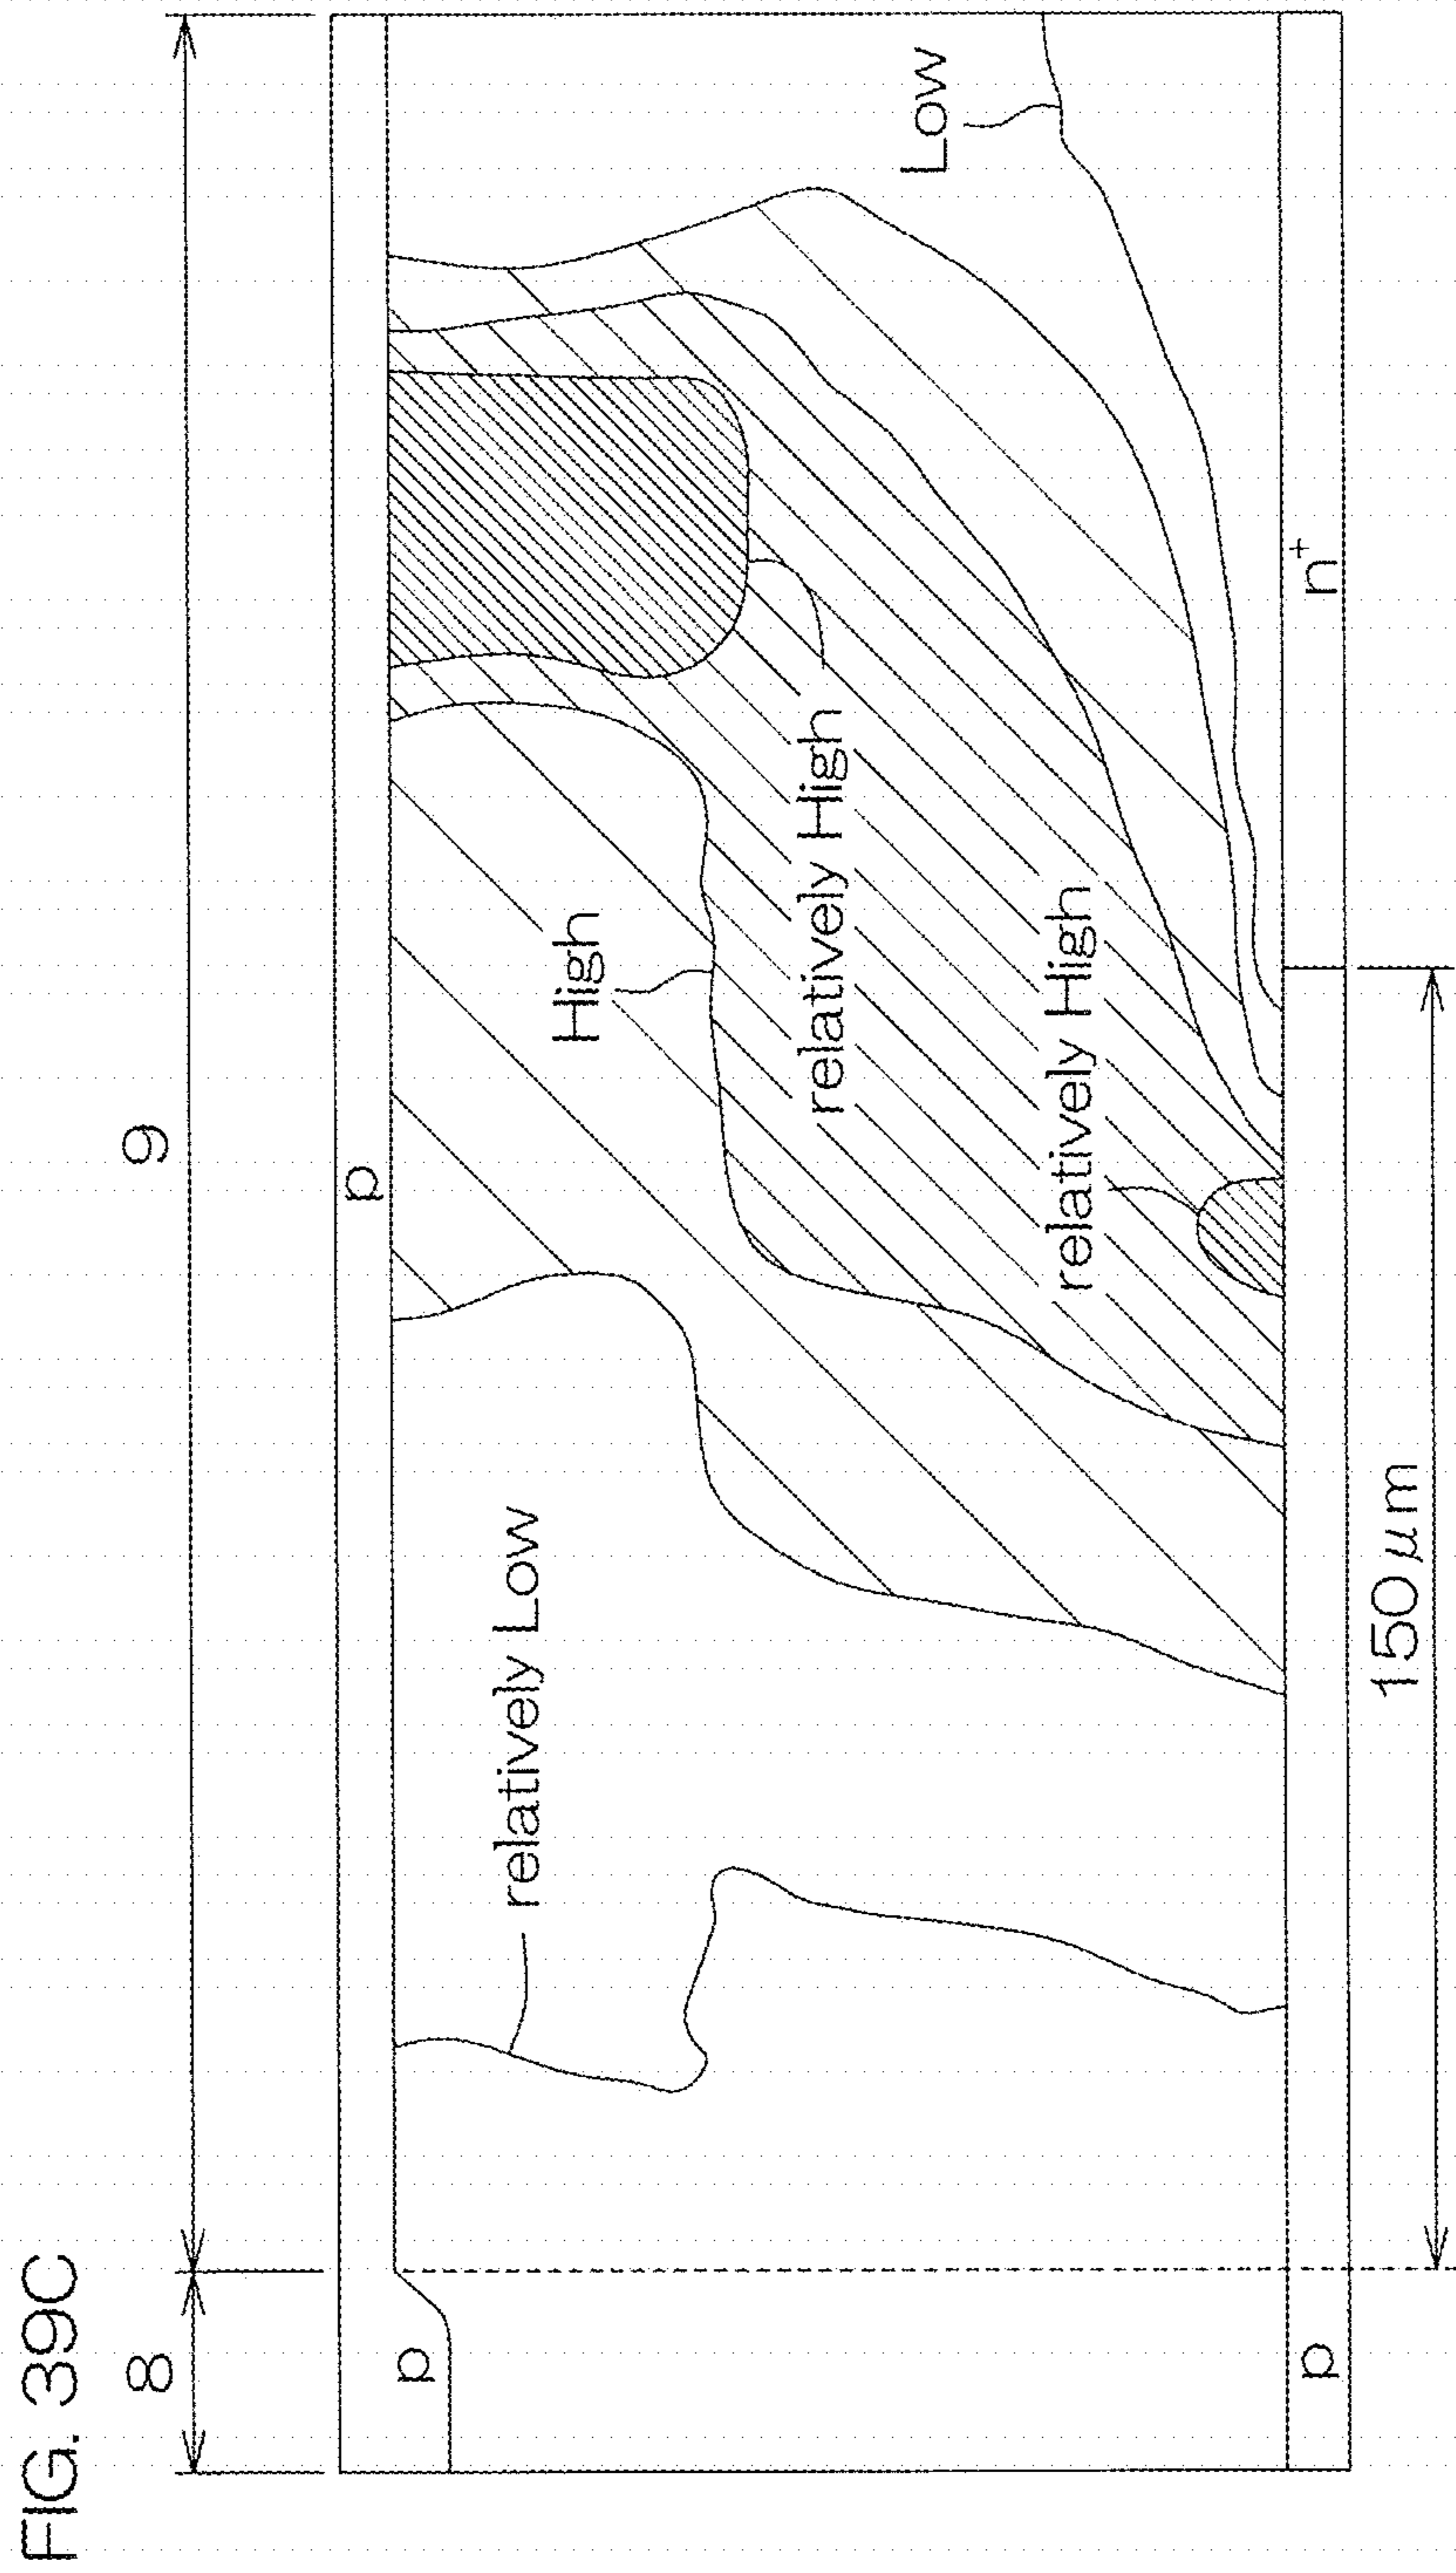 FIG. 39C
8
9
p
p
relatively Low
High
relatively High
relatively High
Low
p
n+
150μm